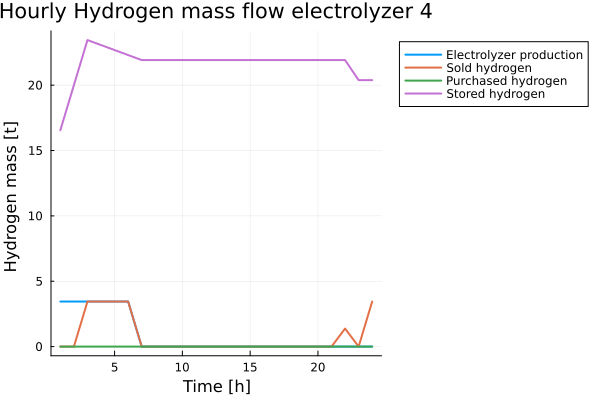 Hourly Hydrogen mass flow electrolyzer 4
Electrolyzer production
Sold hydrogen
Purchased hydrogen
Stored hydrogen
Hydrogen mass [t]
20
15
10
5
0
5 10 15 20
Time [h]